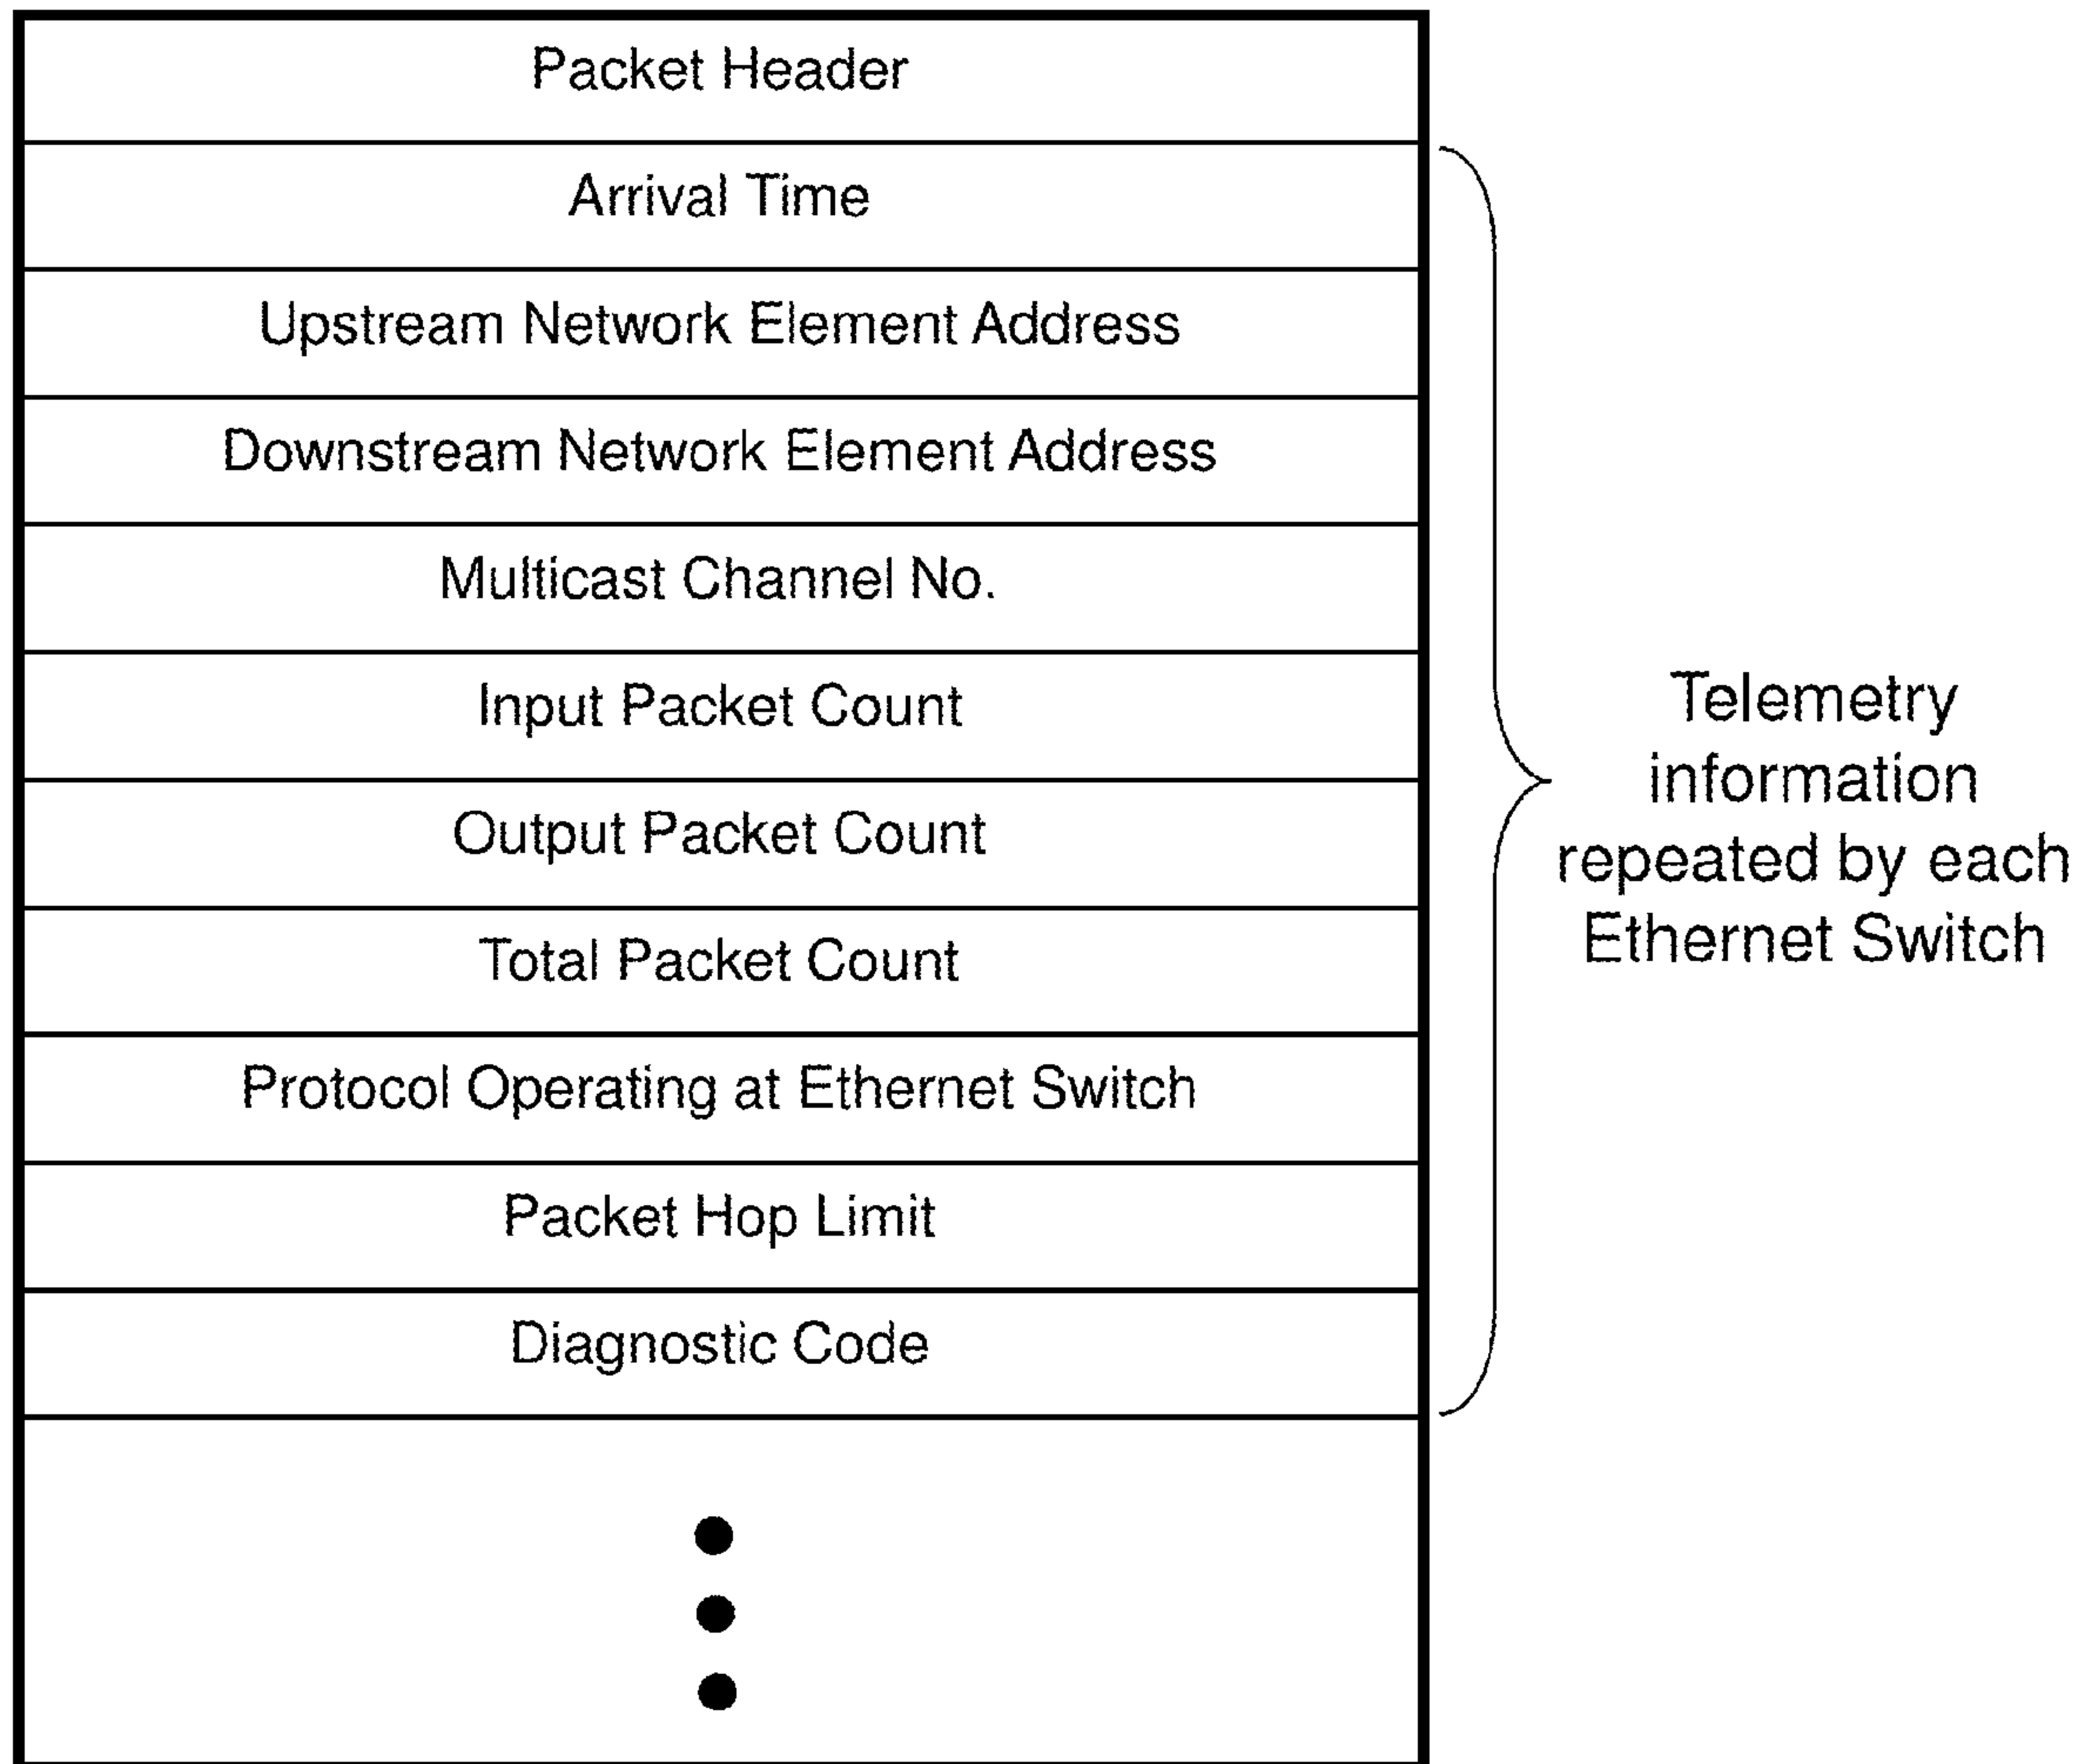 Packet Header
Arrival Time
Upstream Network Element Address
Downstream Network Element Address
Multicast Channel No.
Input Packet Count
Output Packet Count
Total Packet Count
Protocol Operating at Ethernet Switch
Packet Hop Limit
Diagnostic Code
Telemetry
information
repeated by each
Ethernet Switch